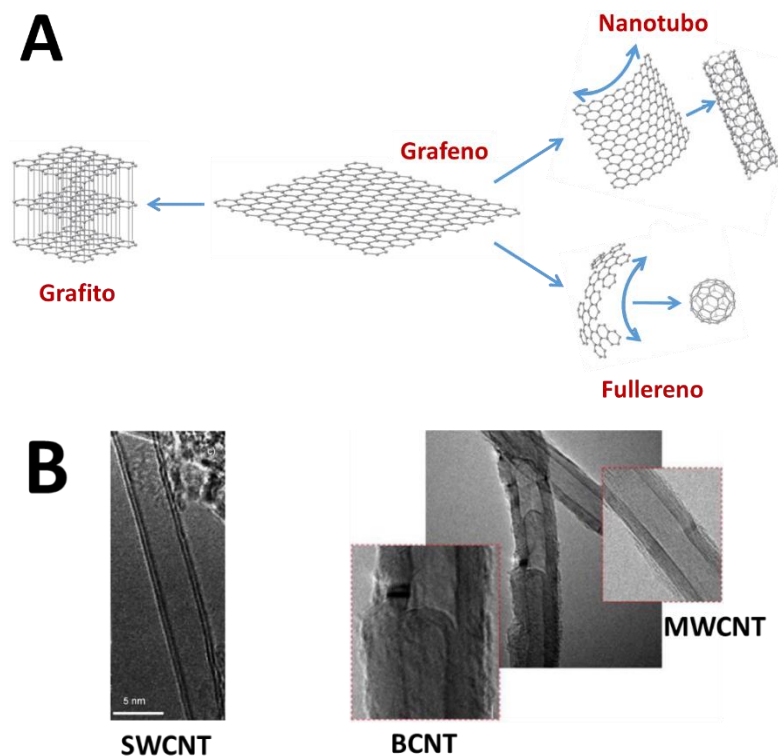 A
Nanotubo
Grafeno
Grafito
Fullereno
B
5 nm
SWCNT
BCNT
MWCNT